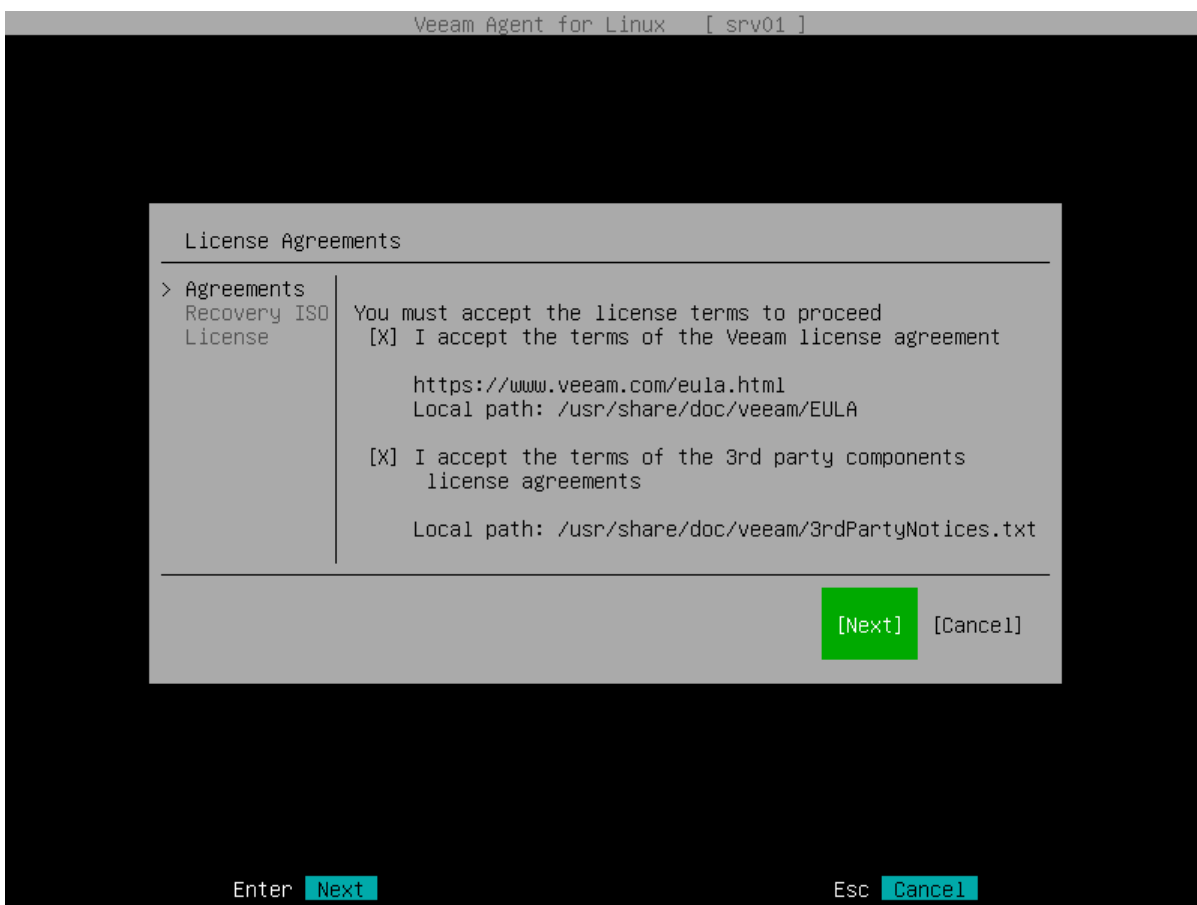 Veeam Agent for Linux [ srv01 ]
License Agreements
> Agreements
Recovery ISO
License
You must accept the license terms to proceed
[X] I accept the terms of the Veeam license agreement
https://www.veeam.com/eula.html
Local path: /usr/share/doc/veeam/EULA
[X] I accept the terms of the 3rd party components
license agreements
Local path: /usr/share/doc/veeam/3rdPartyNotices.txt
[Next] [Cancel]
Enter Next Esc Cancel